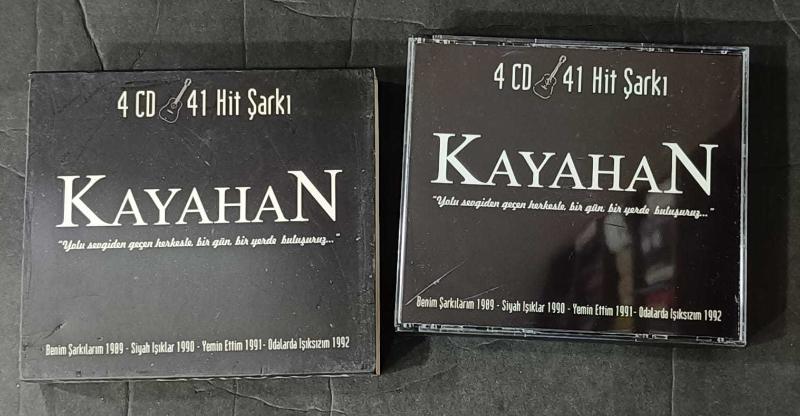 4 CD 41 Hit Şarkı
KAYAHAN
"Yolu sevgiden geçen herkesle, bir gün, bir yerde buluşuruz..."
Benim Şarkılarım 1989 - Siyah Işıklar 1990 - Yemin Ettim 1991- Odalarda Işıksızım 1992
4 CD 41 Hit Şarkı
KAYAHAN
"Yolu sevgiden geçen herkesle, bir gün, bir yerde buluşuruz..."
Benim Şarkılarım 1989 - Siyah Işıklar 1990 - Yemin Ettim 1991- Odalarda Işıksızım 1992